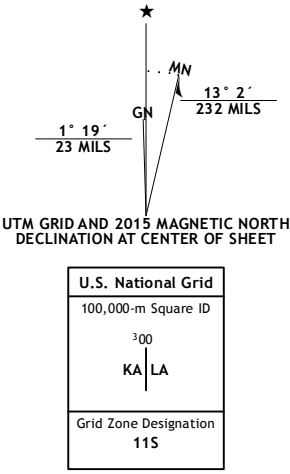 ★
MN
GN
13° 2´
232 MILS
1° 19´
23 MILS
UTM GRID AND 2015 MAGNETIC NORTH
DECLINATION AT CENTER OF SHEET
U.S. National Grid
100,000-m Square ID
³00
KA LA
Grid Zone Designation
11S